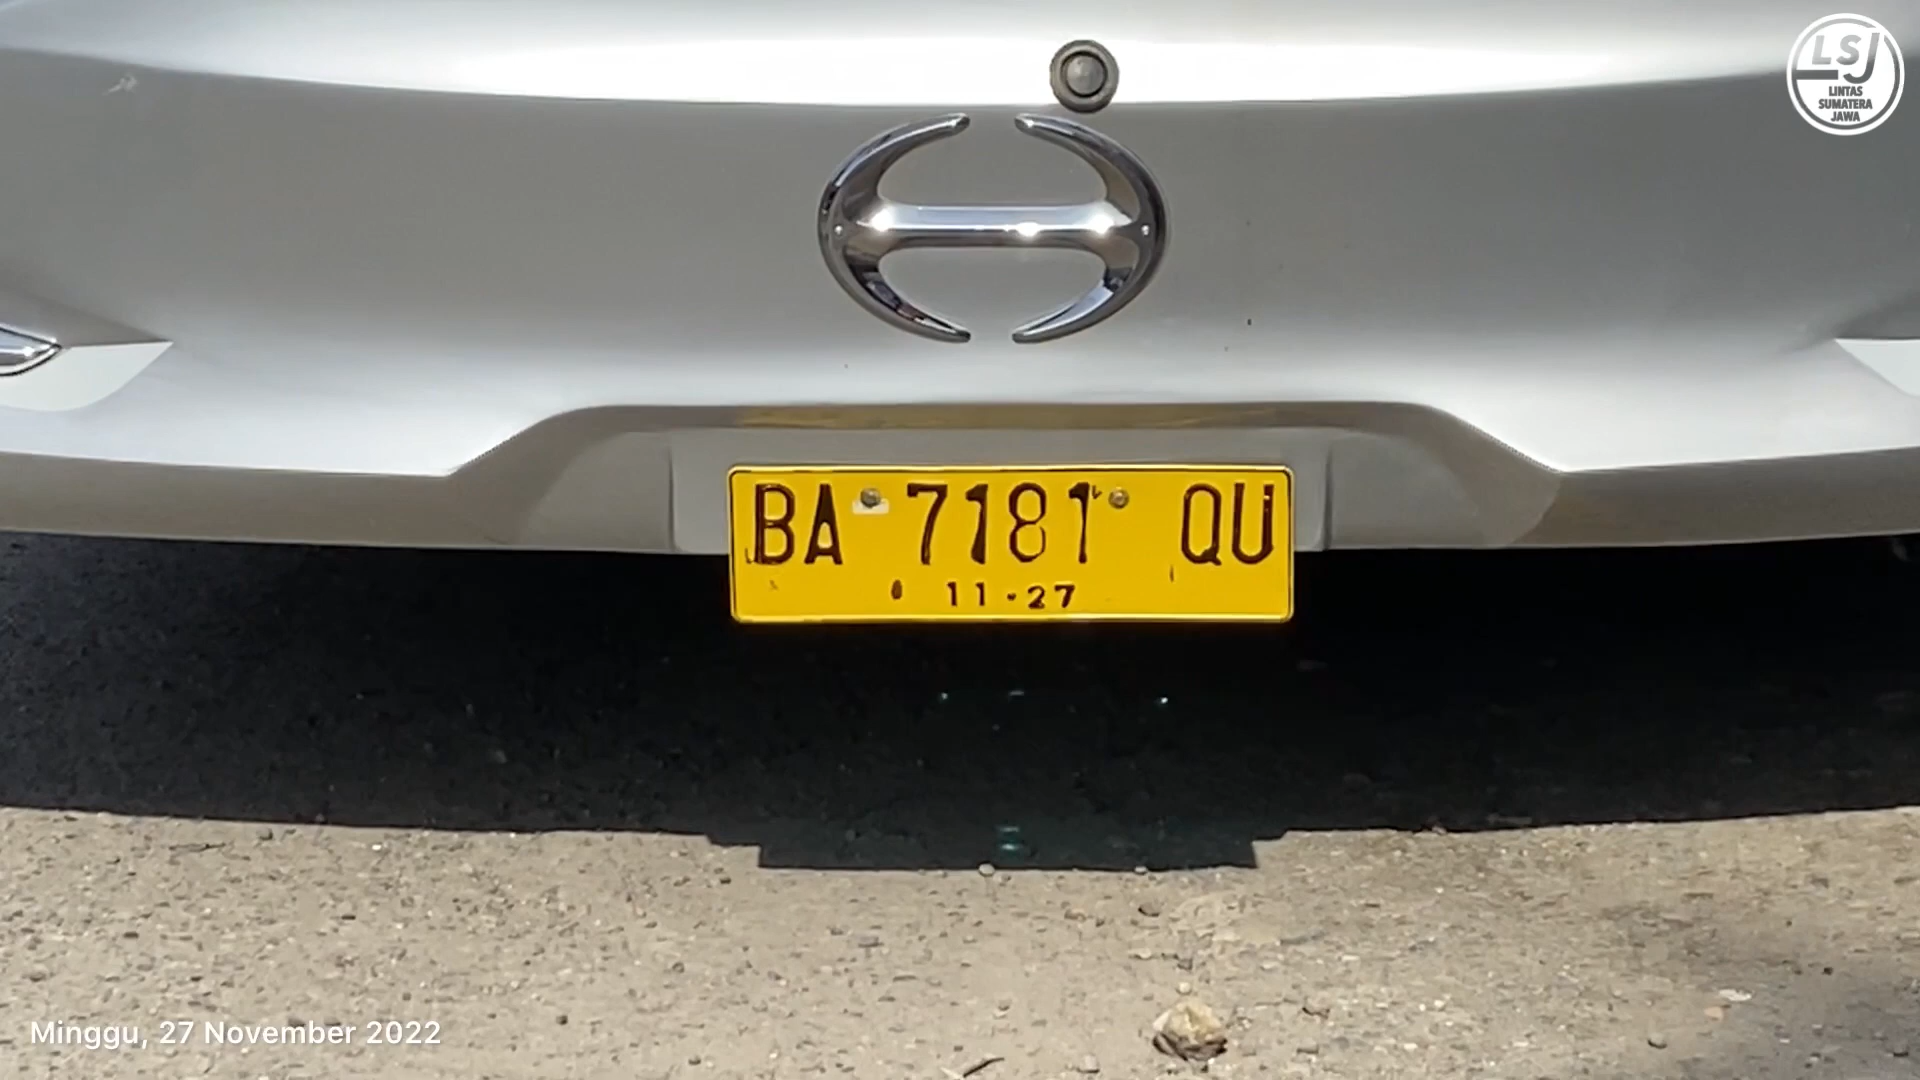 LSJ
LINTAS
SUMATERA
JAWA
BA 7181 QU
11-27
Minggu, 27 November 2022